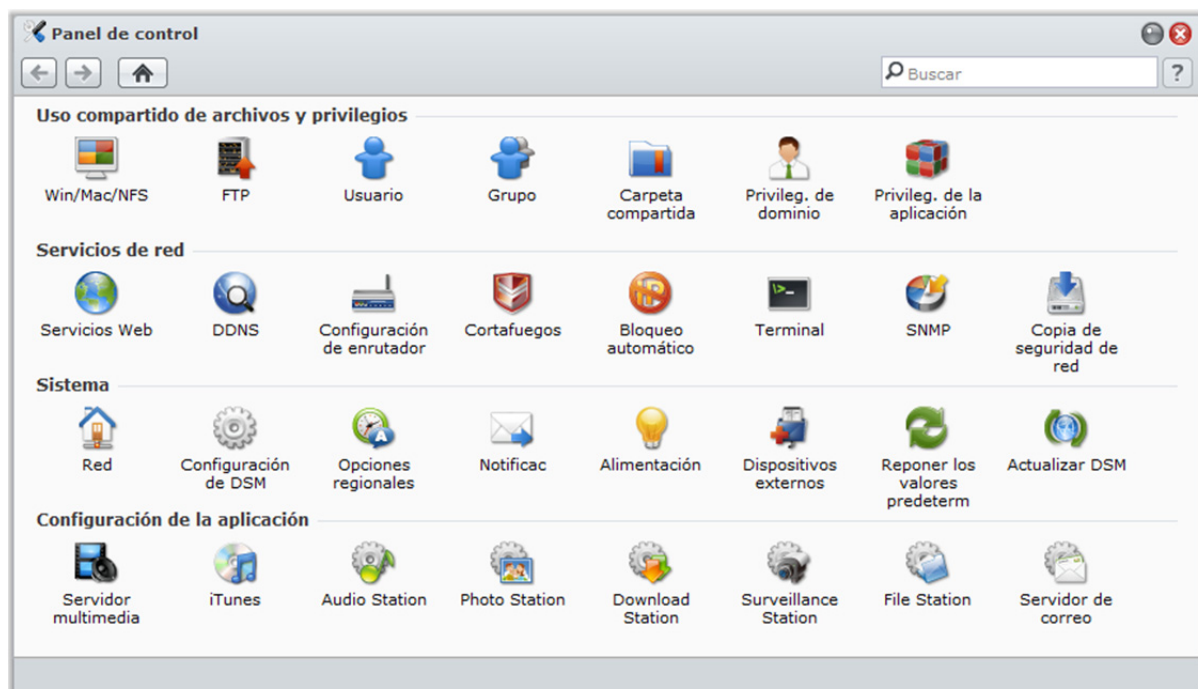 Panel de control
Buscar
?
Uso compartido de archivos y privilegios
Win/Mac/NFS
FTP
Usuario
Grupo
Carpeta
compartida
Privileg. de
dominio
Privileg. de la
aplicación
Servicios de red
Servicios Web
DDNS
Configuración
de enrutador
Cortafuegos
Bloqueo
automático
Terminal
SNMP
Copia de
seguridad de
red
Sistema
Red
Configuración
de DSM
Opciones
regionales
Notificac
Alimentación
Dispositivos
externos
Reponer los
valores
predeterm
Actualizar DSM
Configuración de la aplicación
Servidor
multimedia
iTunes
Audio Station
Photo Station
Download
Station
Surveillance
Station
File Station
Servidor de
correo